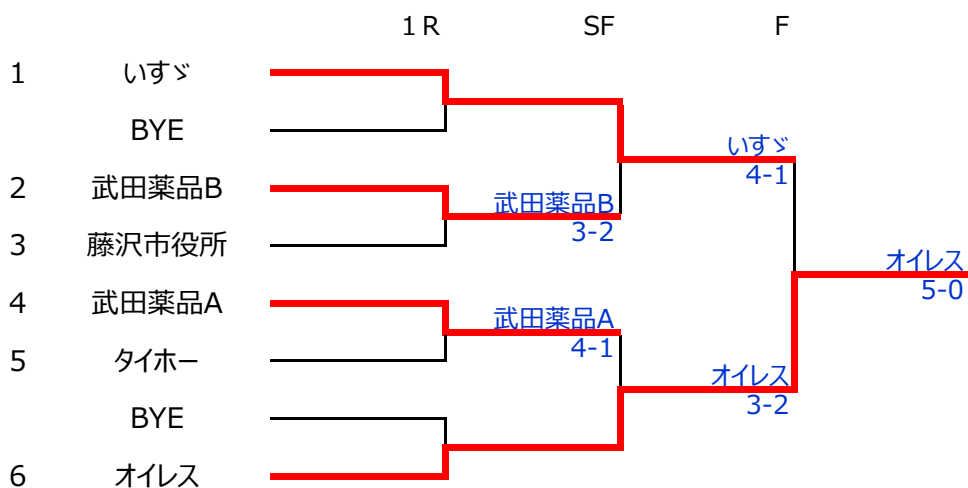 1R SF F
1 いすゞ
BYE
いすゞ
4-1
2 武田薬品B
武田薬品B
3-2
3 藤沢市役所
オイレス
5-0
4 武田薬品A
武田薬品A
4-1
5 タイホー
オイレス
3-2
BYE
6 オイレス